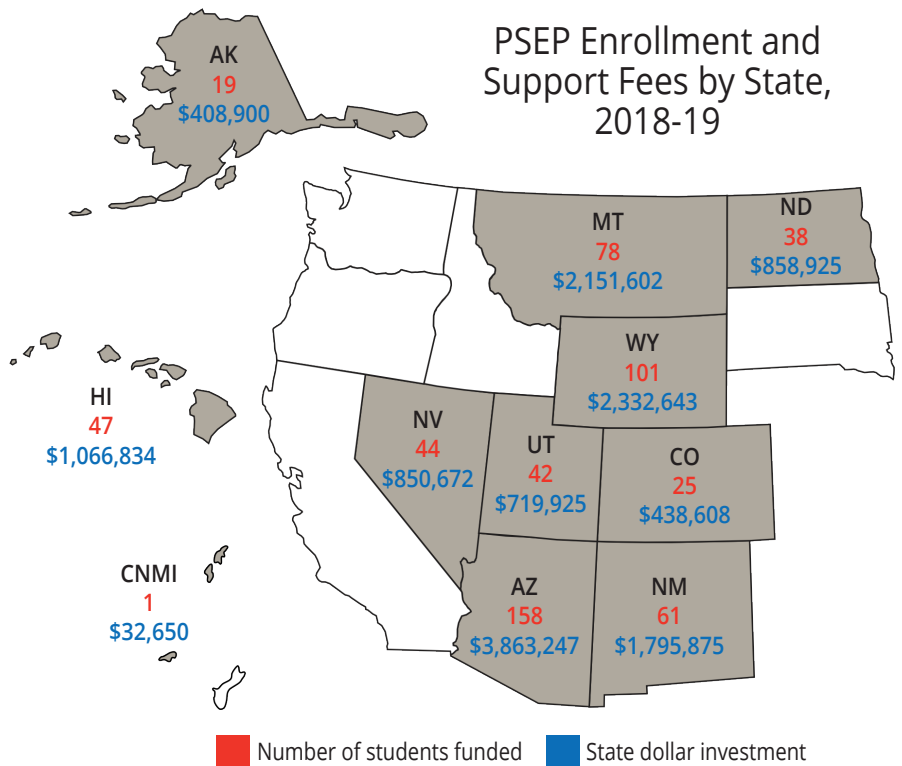 PSEP Enrollment and
Support Fees by State,
2018-19
AK
19
$408,900
MT
78
$2,151,602
ND
38
$858,925
WY
101
$2,332,643
HI
47
$1,066,834
NV
44
$850,672
UT
42
$719,925
CO
25
$438,608
CNMI
1
$32,650
AZ
158
$3,863,247
NM
61
$1,795,875
Number of students funded
State dollar investment